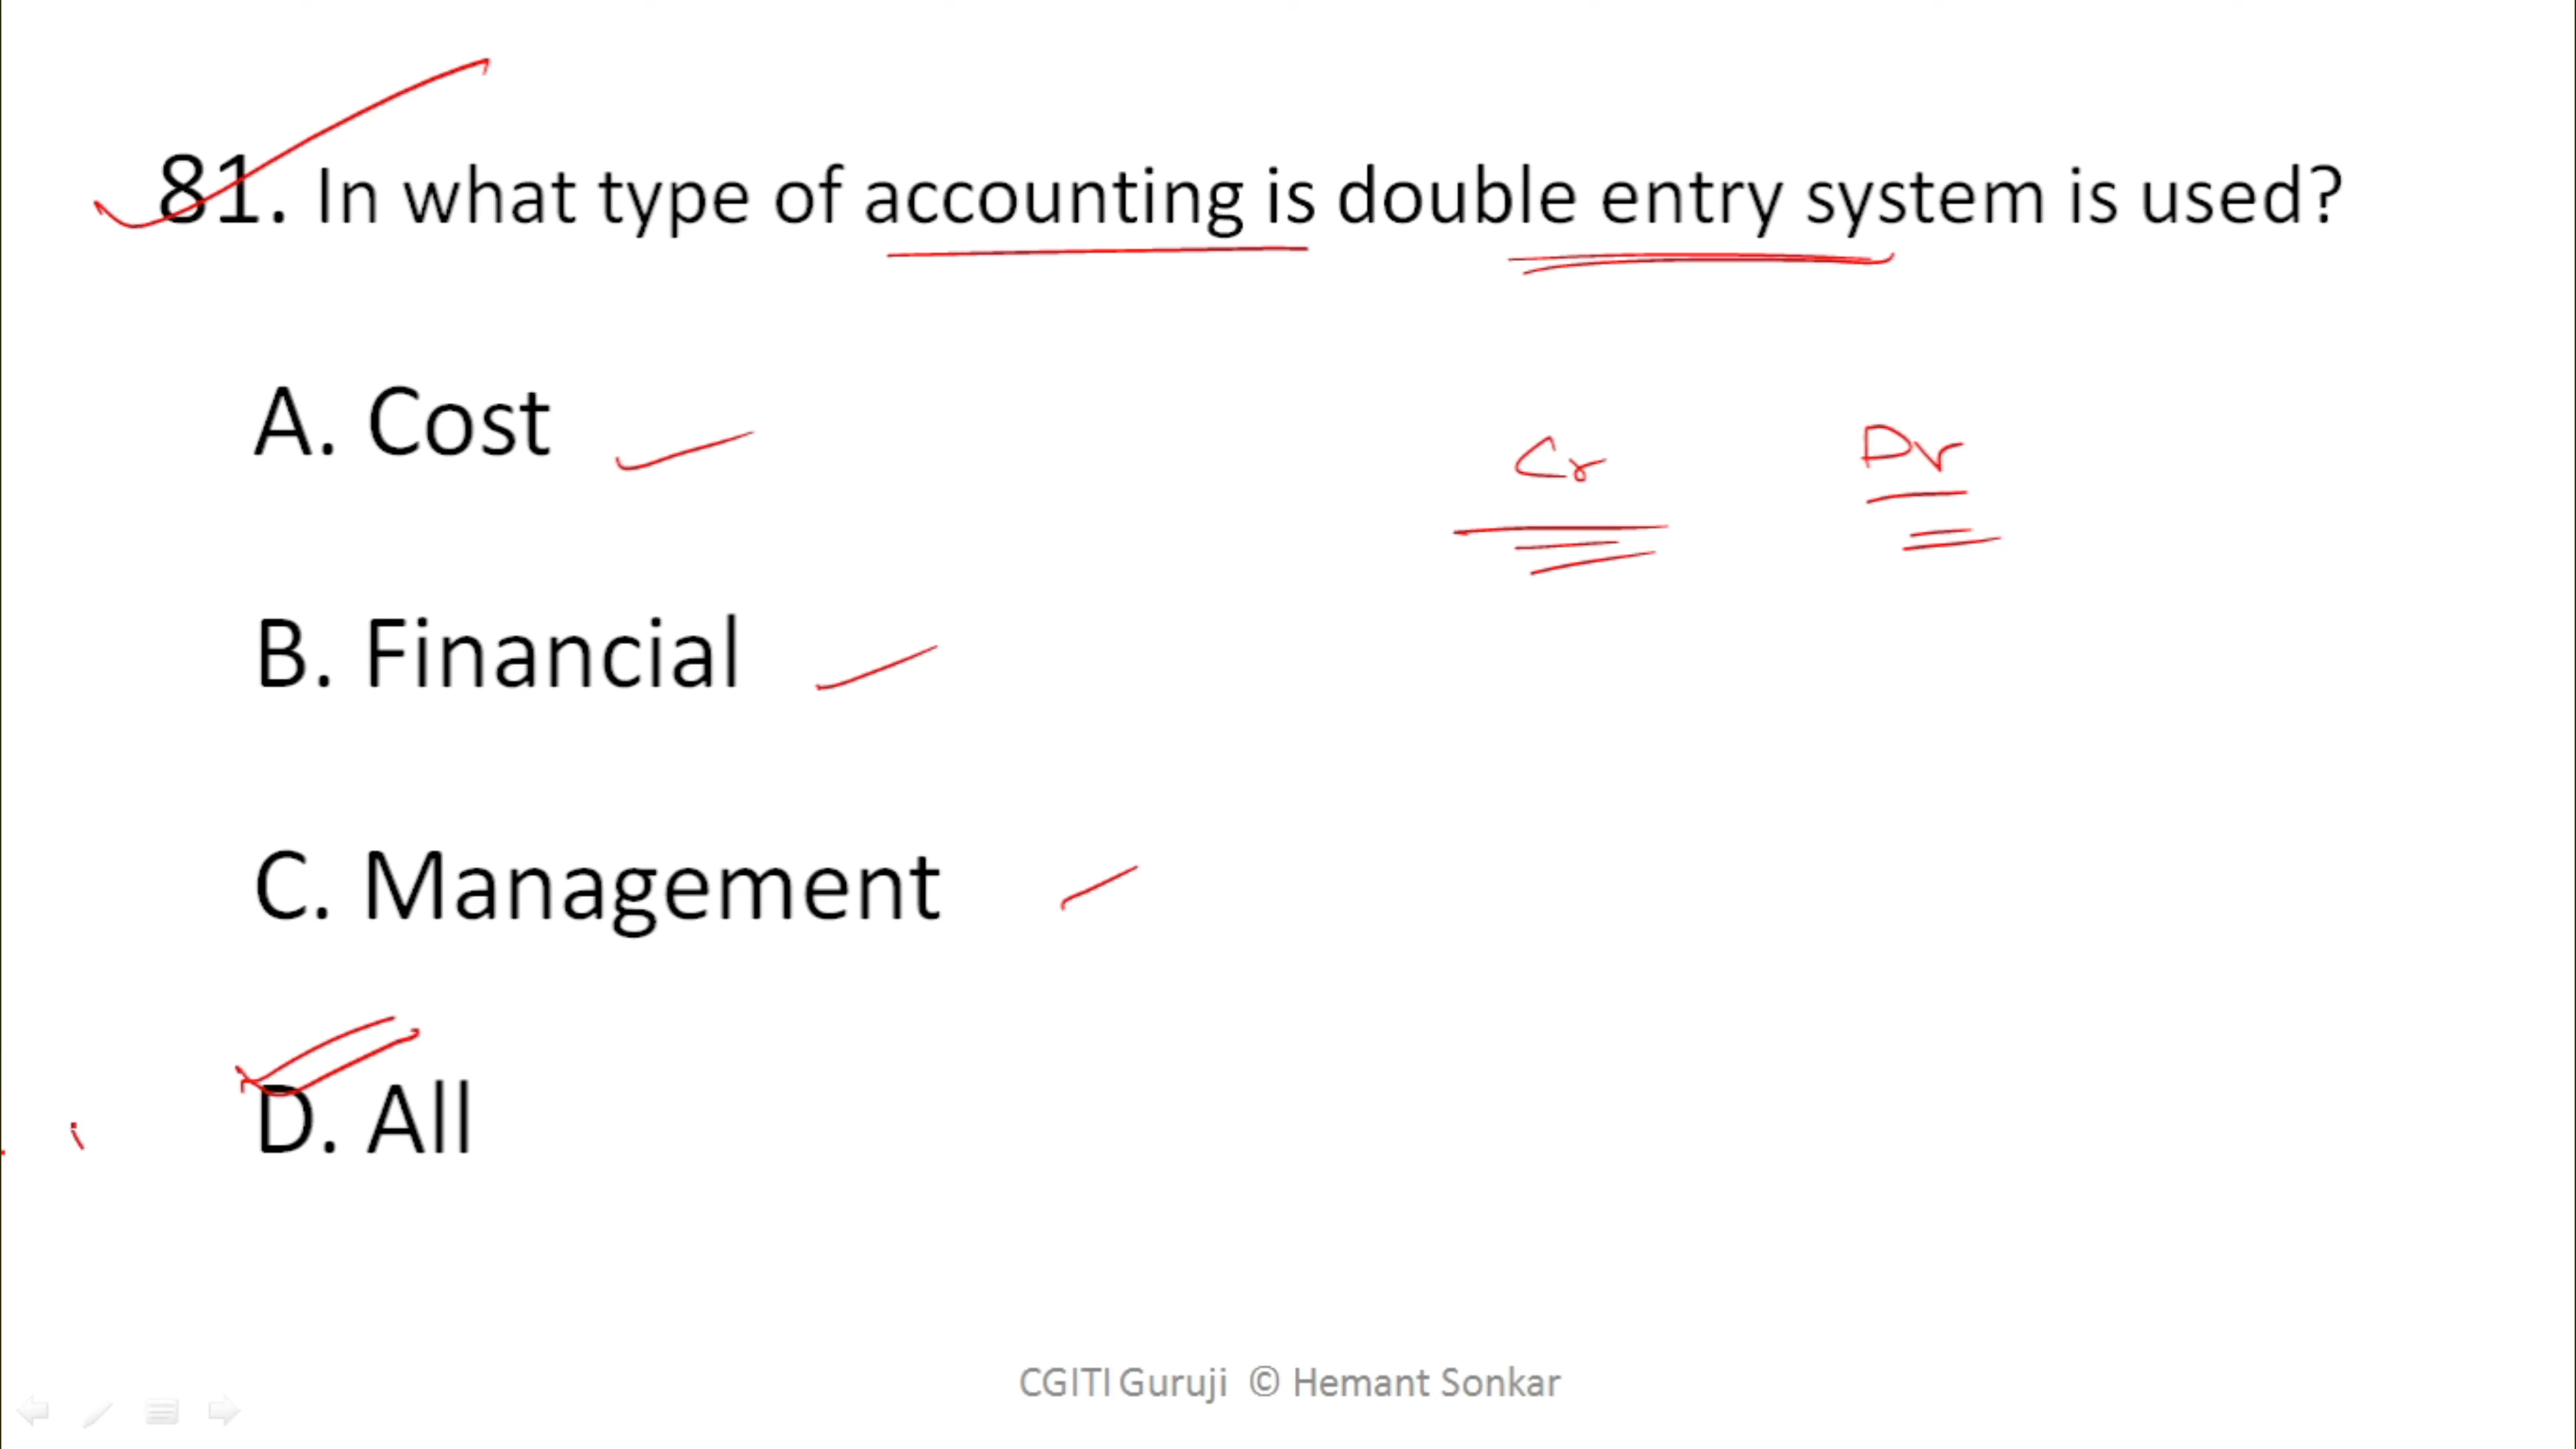 81. In what type of accounting is double entry system is used?
A. Cost
Cr Dr
B. Financial
C. Management
D. All
CGITI Guruji © Hemant Sonkar